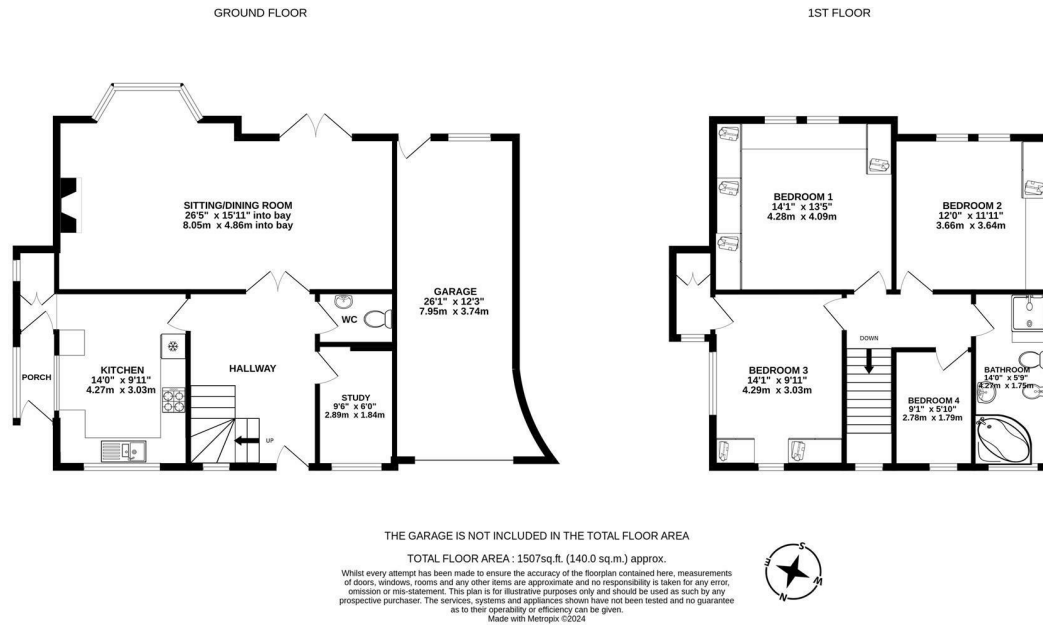 GROUND FLOOR
1ST FLOOR
SITTING/DINING ROOM
26'5" x 15'11" into bay
8.05m x 4.86m into bay
BEDROOM 1
14'1" x 13'5"
4.28m x 4.09m
BEDROOM 2
12'0" x 11'11"
3.66m x 3.64m
GARAGE
26'1" x 12'3"
7.95m x 3.74m
WC
PORCH
KITCHEN
14'0" x 9'11"
4.27m x 3.03m
HALLWAY
STUDY
9'6" x 6'0"
2.89m x 1.84m
UP
DOWN
BEDROOM 3
14'1" x 9'11"
4.29m x 3.03m
BEDROOM 4
9'1" x 5'10"
2.78m x 1.79m
BATHROOM
14'0" x 5'9"
4.27m x 1.75m
THE GARAGE IS NOT INCLUDED IN THE TOTAL FLOOR AREA
TOTAL FLOOR AREA : 1507sq.ft. (140.0 sq.m.) approx.
Whilst every attempt has been made to ensure the accuracy of the floorplan contained here, measurements
of doors, windows, rooms and any other items are approximate and no responsibility is taken for any error,
omission or mis-statement. This plan is for illustrative purposes only and should be used as such by any
prospective purchaser. The services, systems and appliances shown have not been tested and no guarantee
as to their operability or efficiency can be given.
Made with Metropix ©2024
S
E
W
N